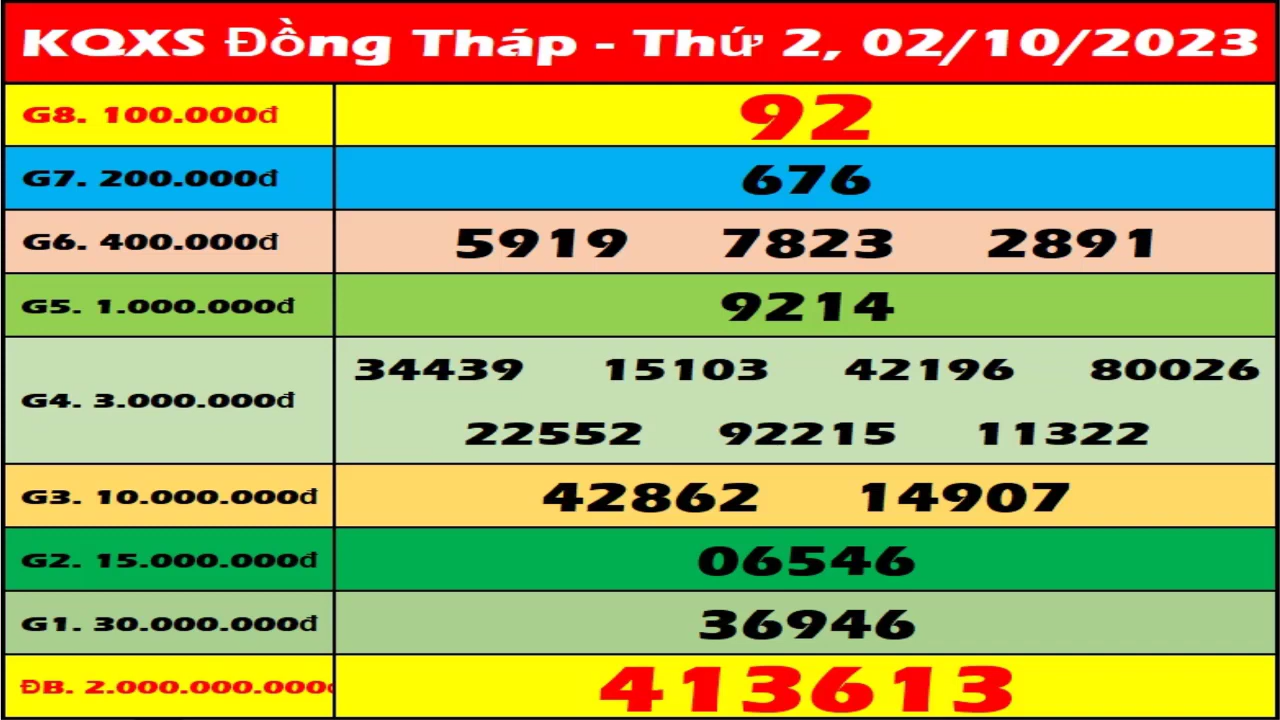 KQXS Đồng Tháp - Thứ 2, 02/10/2023
G8. 100.000đ 92
G7. 200.000đ 676
G6. 400.000đ 5919 7823 2891
G5. 1.000.000đ 9214
34439 15103 42196 80026
G4. 3.000.000đ
22552 92215 11322
G3. 10.000.000đ 42862 14907
G2. 15.000.000đ 06546
G1. 30.000.000đ 36946
ĐB. 2.000.000.000đ 413613